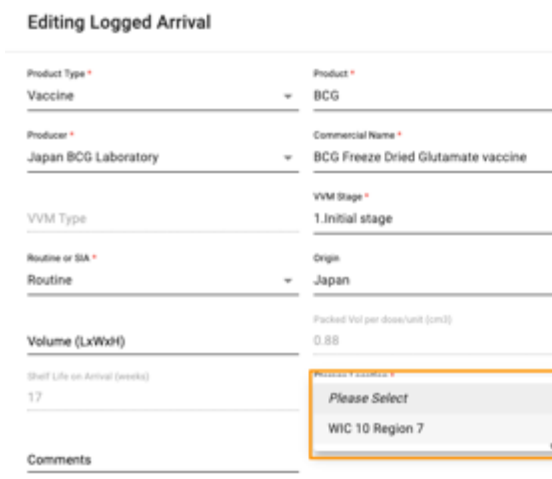 Editing Logged Arrival
Product Type * Product *
Vaccine BCG
Producer * Commercial Name *
Japan BCG Laboratory BCG Freeze Dried Glutamate vaccine
VVM Stage *
VVM Type 1.Initial stage
Routine or SIA * Origin
Routine Japan
Packed Vol per dose/unit (cm3)
Volume (LxWxH) 0.88
Shelf Life on Arrival (weeks)
17 Please Select
WIC 10 Region 7
Comments